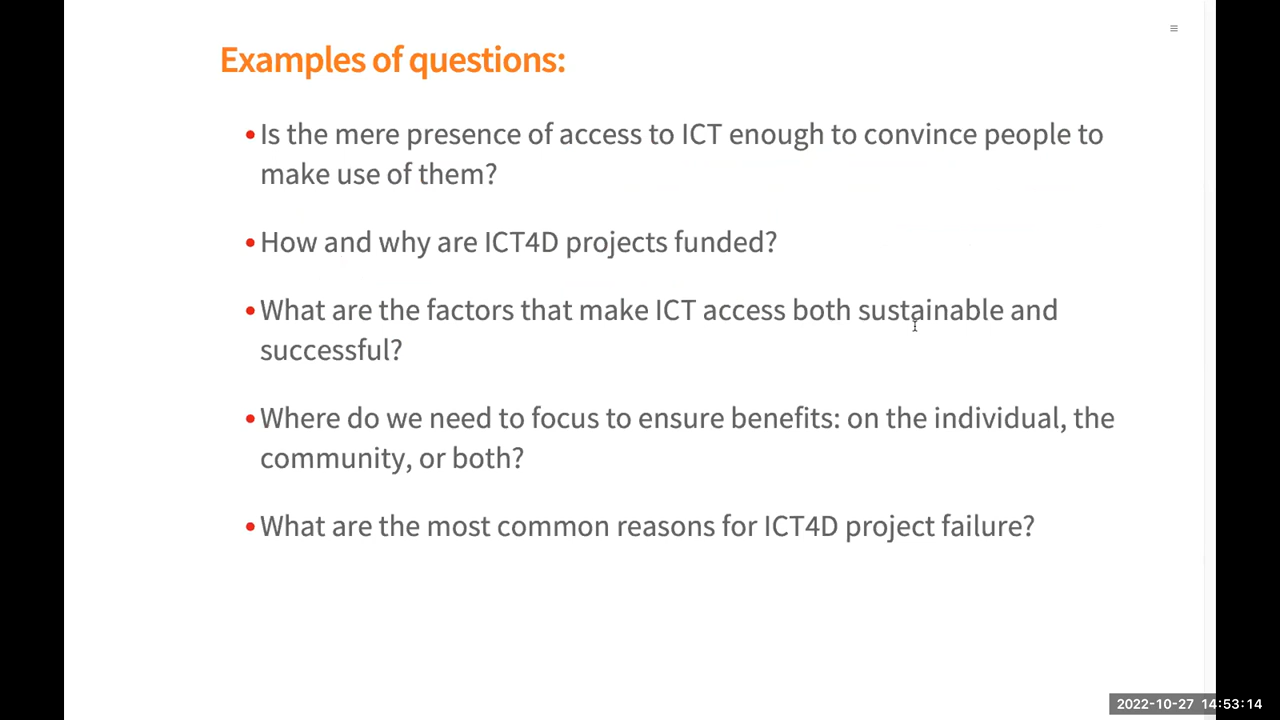 Examples of questions:
•Is the mere presence of access to ICT enough to convince people to
make use of them?
•How and why are ICT4D projects funded?
•What are the factors that make ICT access both sustainable and
successful?
•Where do we need to focus to ensure benefits: on the individual, the
community, or both?
•What are the most common reasons for ICT4D project failure?
2022-10-27 14:53:14